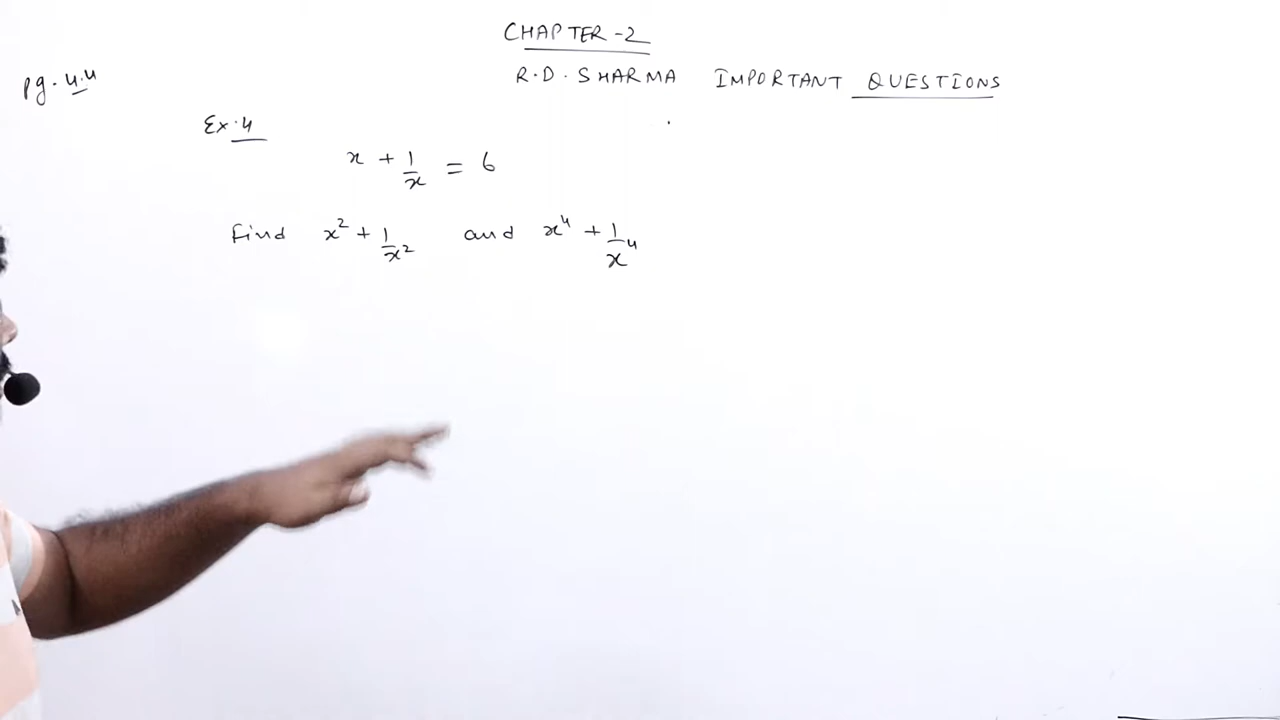 CHAPTER-2
R.D. SHARMA IMPORTANT QUESTIONS
pg. 4.4
Ex. 4
x + 1/x = 6
Find x² + 1/x² and x⁴ + 1/x⁴